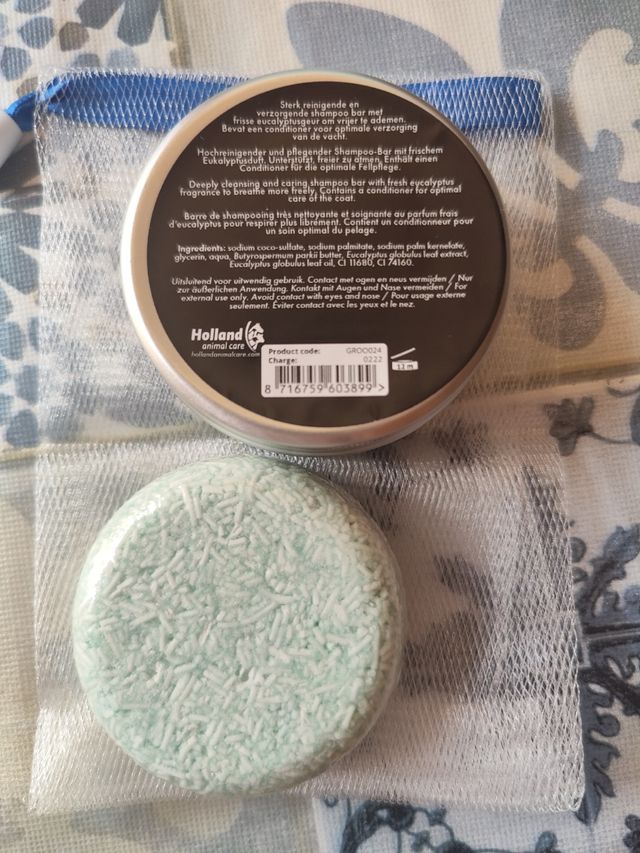 Sterk reinigende en
verzorgende shampoo bar met
frisse eucalyptusgeur om vrijer te ademen.
Bevat een conditioner voor optimale verzorging
van de vacht.
Hochreinigender und pflegender Shampoo-Bar mit frischem
Eukalyptusduft. Unterstützt, freier zu atmen. Enthält einen
Conditioner für die optimale Fellpflege.
Deeply cleansing and caring shampoo bar with fresh eucalyptus
fragrance to breathe more freely. Contains a conditioner for optimal
care of the coat.
Barre de shampooing très nettoyante et soignante au parfum frais
d'eucalyptus pour respirer plus librement. Contient un conditionneur pour
un soin optimal du pelage.
Ingredients: sodium coco-sulfate, sodium palmitate, sodium palm kernelate,
glycerin, aqua, Butyrospermum parkii butter, Eucalyptus globulus leaf extract,
Eucalyptus globulus leaf oil, CI 11680, CI 74160.
Uitsluitend voor uitwendig gebruik. Contact met ogen en neus vermijden / Nur
zur äußerlichen Anwendung. Kontakt mit Augen und Nase vermeiden / For
external use only. Avoid contact with eyes and nose / Pour usage externe
seulement. Éviter contact avec les yeux et le nez.
Holland
animal care
hollandanimalcare.com
Product code: GROO024
Charge: 0222
8 716759 603899 >
12 m